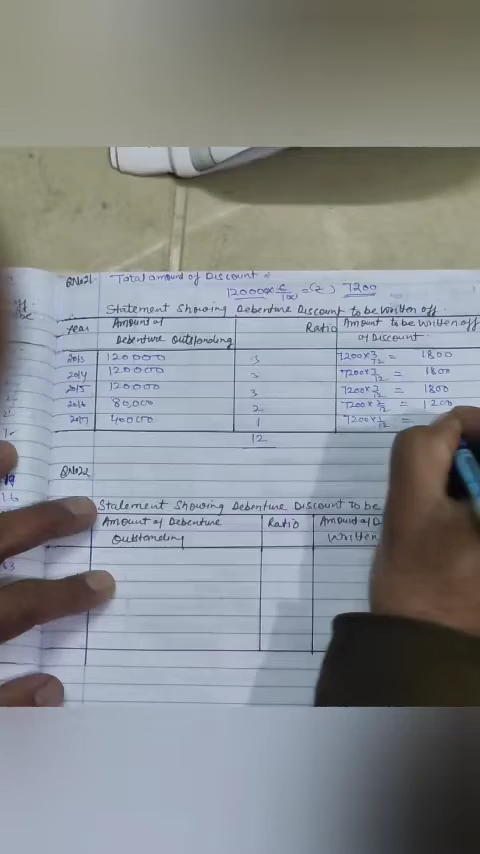 QNo21. Total amount of Discount =
120000 × 6/100 = (₹) 7200
Statement Showing Debenture Discount to be written off.
Year Amount of Debenture Outstanding Ratio Amount to be written off of Discount
2013 120000 3 7200 × 3/12 = 1800
2014 120000 3 7200 × 3/12 = 1800
2015 120000 3 7200 × 3/12 = 1800
2016 80,000 2 7200 × 2/12 = 1200
2017 40000 1 7200 × 1/12 =
12
QNo22
Statement Showing Debenture Discount To be
Amount of Debenture Outstanding Ratio Amount of D
Written